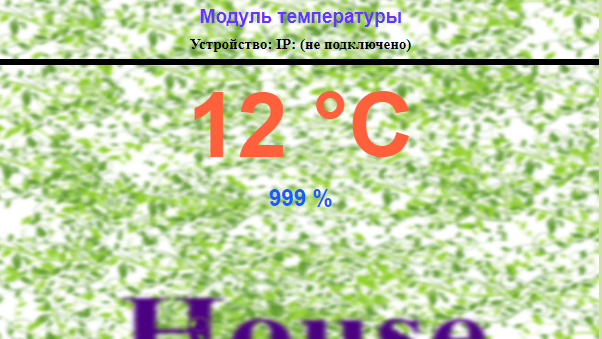 Модуль температуры
Устройство: IP: (не подключено)
12 °C
999 %
House